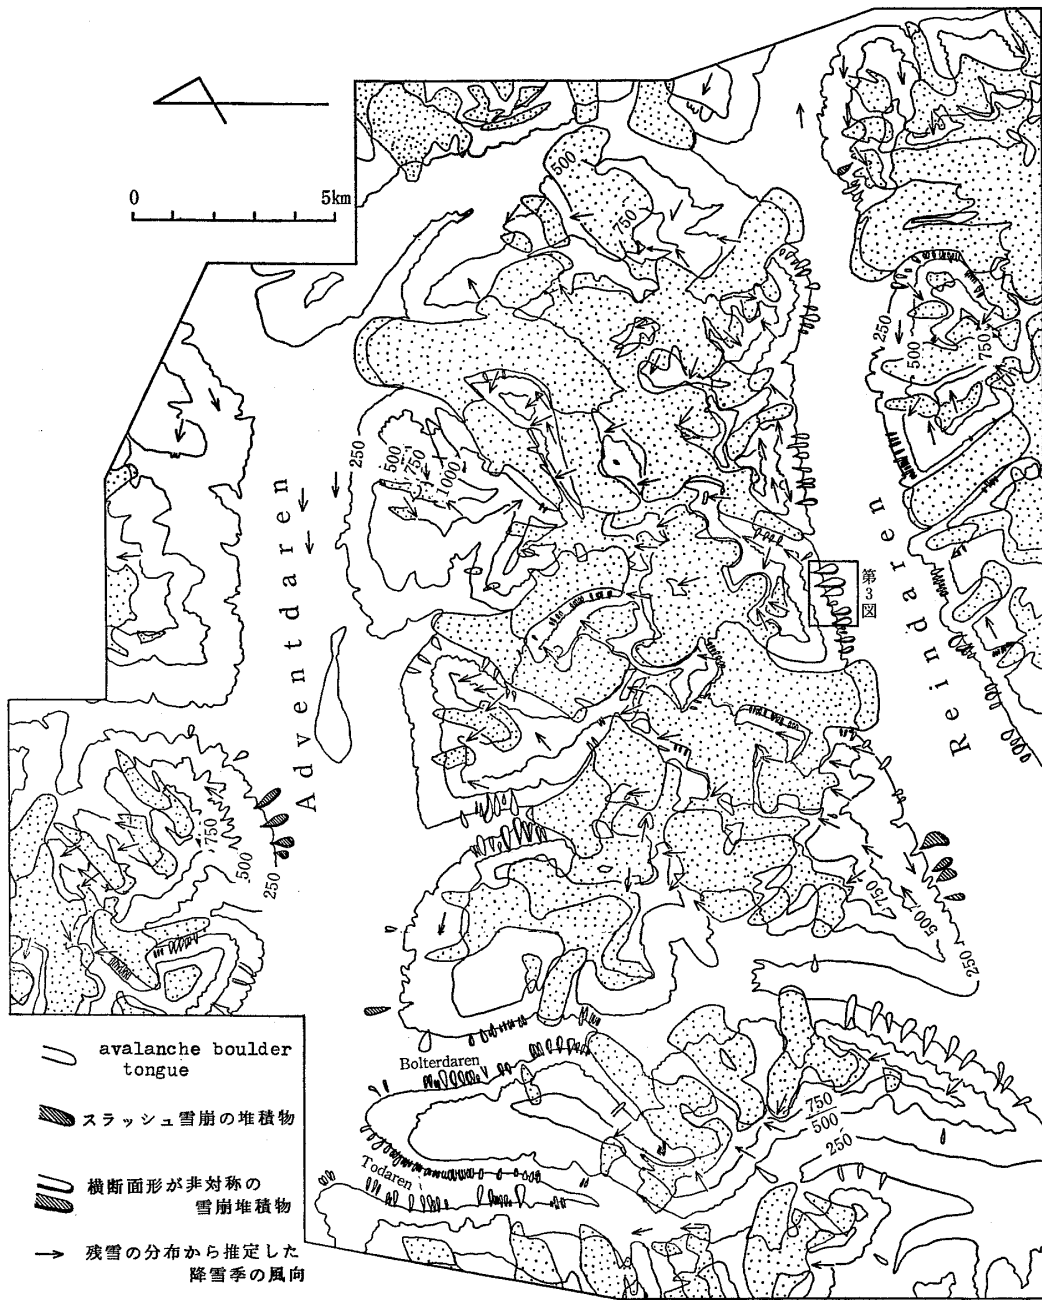 0 5km
500
750
250
500
750
250
500
750
1000
Adventdaren
Reindaren
第3図
750
500
250
750
500
250
Bolterdaren
Todaren
750
500
250
avalanche boulder
tongue
スラッシュ雪崩の堆積物
横断面形が非対称の
雪崩堆積物
残雪の分布から推定した
降雪季の風向